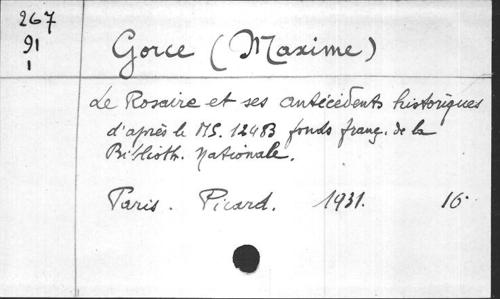 267
91
1
Gorce (Maxime)
Le Rosaire et ses antécédents historiques
d'après le MS. 12483 fonds franç. de la
Biblioth. Nationale.
Paris. Picard. 1931. 16°